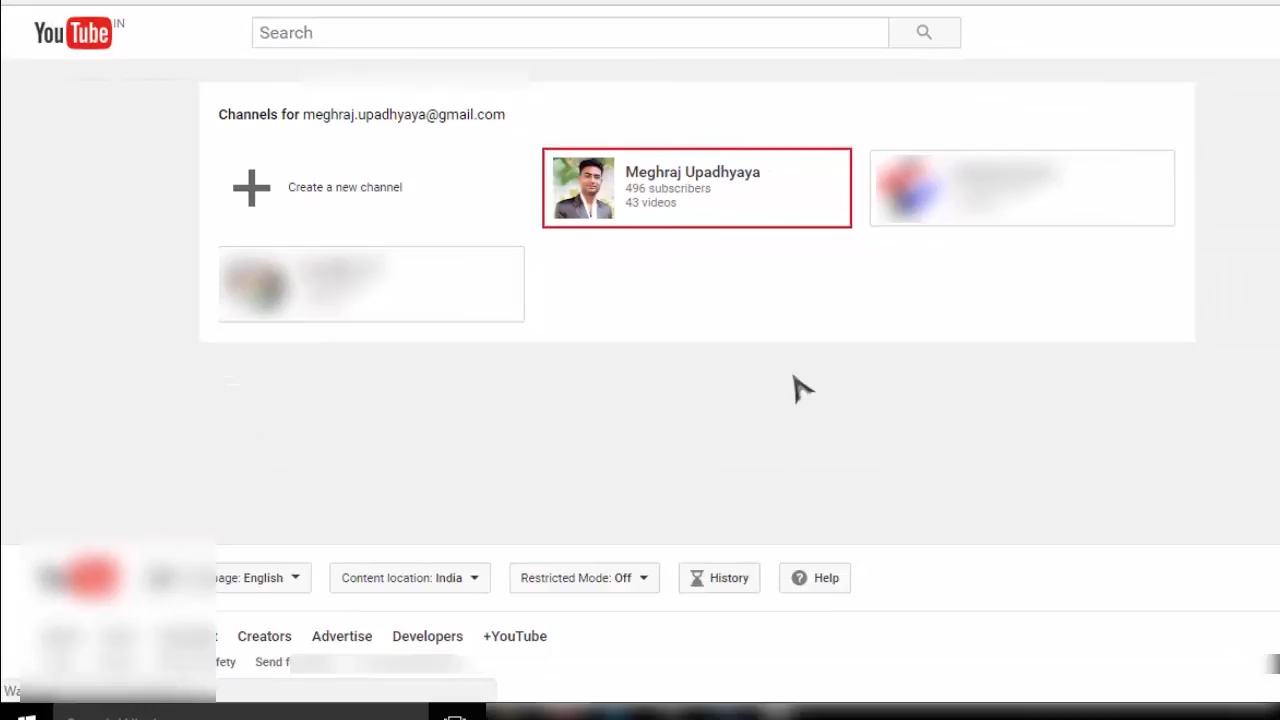 YouTube IN
Search
Channels for meghraj.upadhyaya@gmail.com
Create a new channel
Meghraj Upadhyaya
496 subscribers
43 videos
age: English
Content location: India
Restricted Mode: Off
History
Help
Creators
Advertise
Developers
+YouTube
fety
Send f
Wa